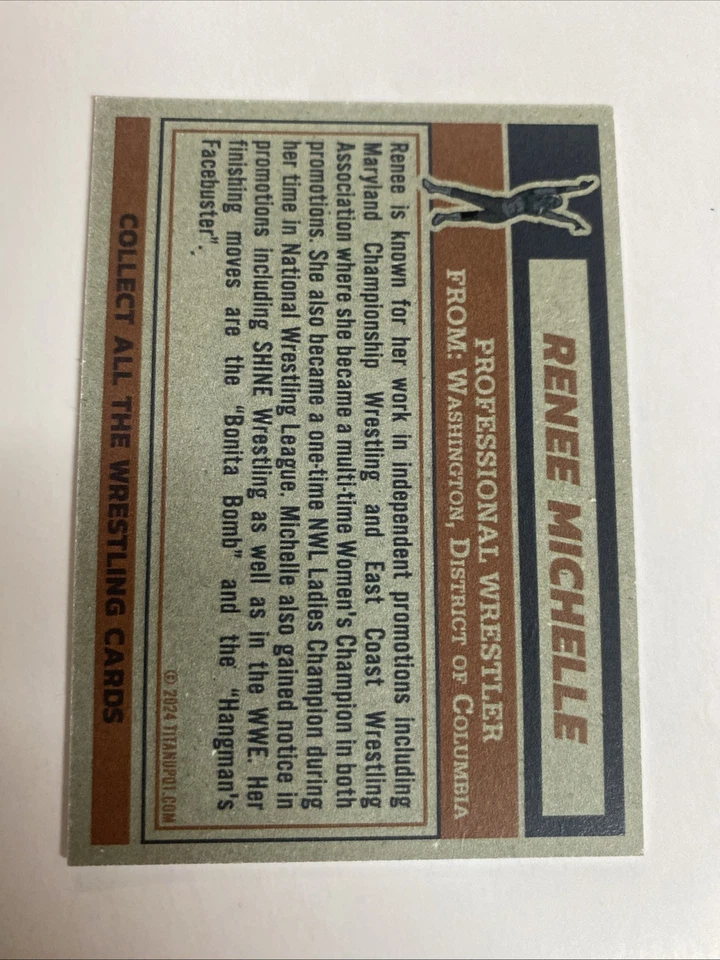 RENEE MICHELLE
PROFESSIONAL WRESTLER
FROM: WASHINGTON, DISTRICT OF COLUMBIA
Renee is known for her work in independent promotions including
Maryland Championship Wrestling and East Coast Wrestling
Association where she became a multi-time Women's Champion in both
promotions. She also became a one-time NWL Ladies Champion during
her time in National Wrestling League. Michelle also gained notice in
promotions including SHINE Wrestling as well as in the WWE. Her
finishing moves are the "Bonita Bomb" and the "Hangman's
Facebuster".
© 2024 TITANUP01.COM
COLLECT ALL THE WRESTLING CARDS